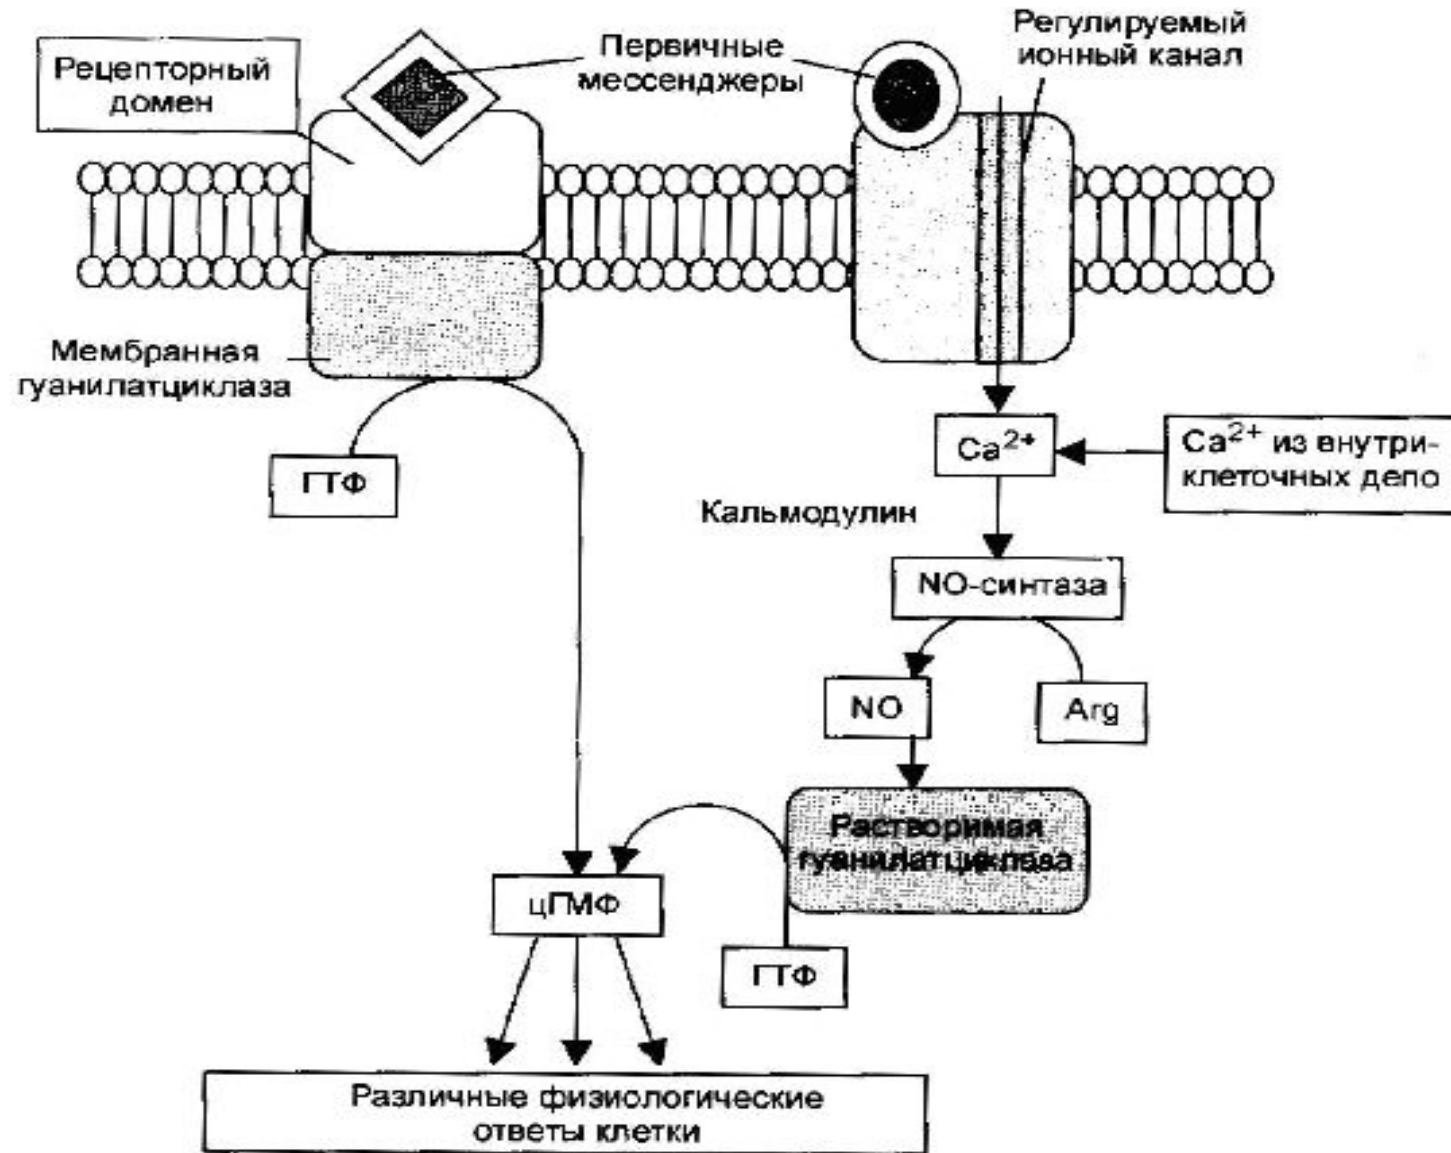 Рецепторный
домен
Первичные
мессенджеры
Регулируемый
ионный канал
Мембранная
гуанилатциклаза
ГТФ
Ca2+
Ca2+ из внутри-
клеточных депо
Кальмодулин
NO-синтаза
NO
Arg
Растворимая
гуанилатциклаза
цГМФ
ГТФ
Различные физиологические
ответы клетки